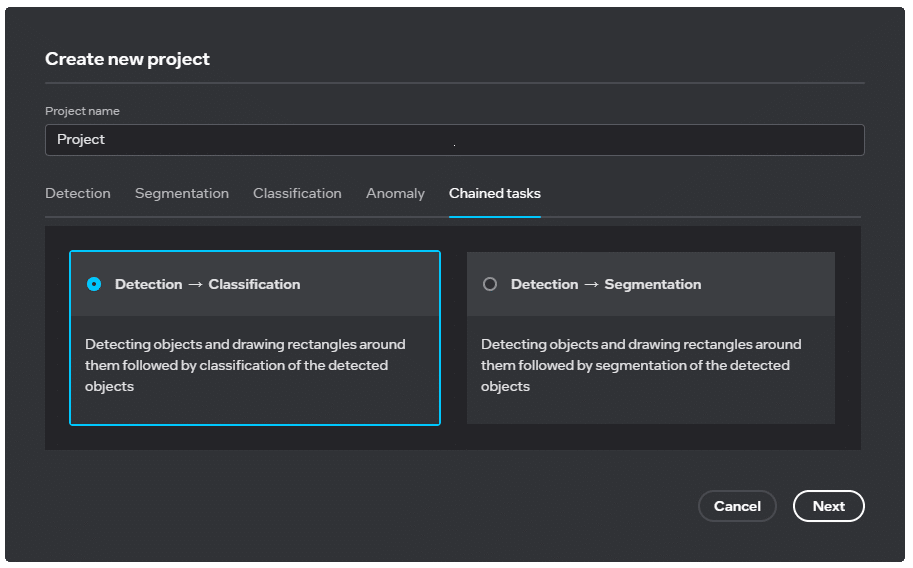 Create new project
Project name
Project
Detection Segmentation Classification Anomaly Chained tasks
Detection → Classification
Detecting objects and drawing rectangles around
them followed by classification of the detected
objects
Detection → Segmentation
Detecting objects and drawing rectangles around
them followed by segmentation of the detected
objects
Cancel Next